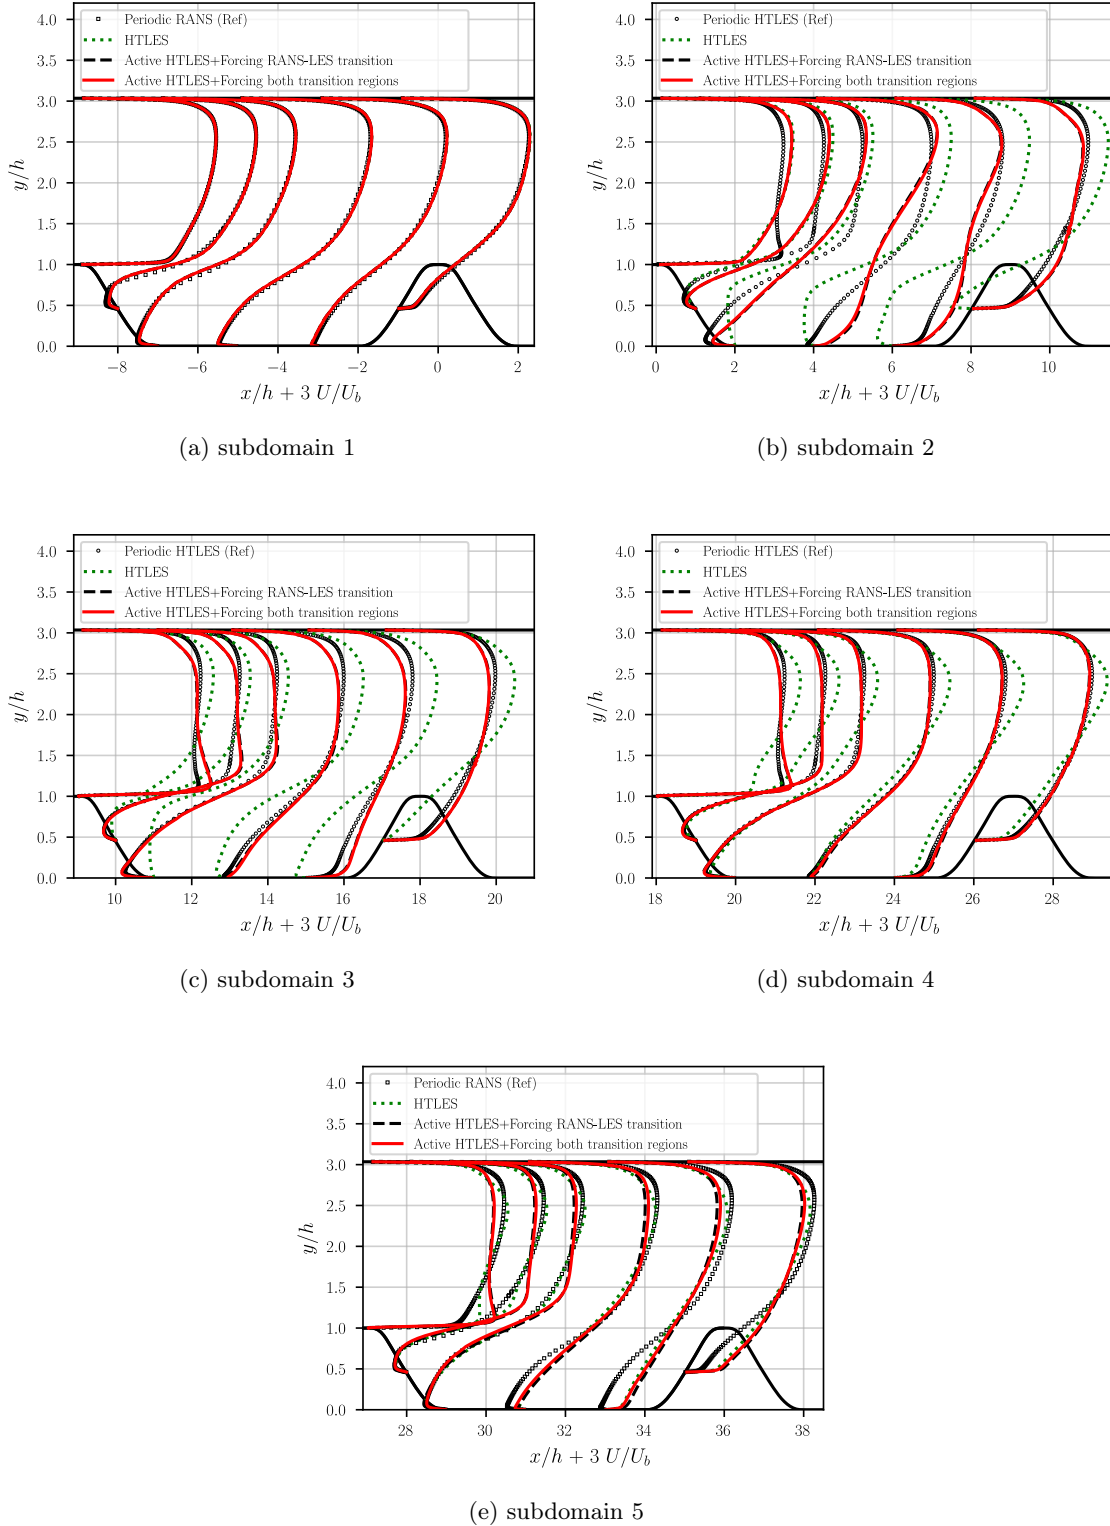 Periodic RANS (Ref)
HTLES
Active HTLES+Forcing RANS-LES transition
Active HTLES+Forcing both transition regions
4.0
3.5
3.0
2.5
2.0
1.5
1.0
0.5
0.0
y/h
−8 −6 −4 −2 0 2
x/h + 3 U/U_b
(a) subdomain 1
Periodic HTLES (Ref)
HTLES
Active HTLES+Forcing RANS-LES transition
Active HTLES+Forcing both transition regions
4.0
3.5
3.0
2.5
2.0
1.5
1.0
0.5
0.0
y/h
0 2 4 6 8 10
x/h + 3 U/U_b
(b) subdomain 2
Periodic HTLES (Ref)
HTLES
Active HTLES+Forcing RANS-LES transition
Active HTLES+Forcing both transition regions
4.0
3.5
3.0
2.5
2.0
1.5
1.0
0.5
0.0
y/h
10 12 14 16 18 20
x/h + 3 U/U_b
(c) subdomain 3
Periodic HTLES (Ref)
HTLES
Active HTLES+Forcing RANS-LES transition
Active HTLES+Forcing both transition regions
4.0
3.5
3.0
2.5
2.0
1.5
1.0
0.5
0.0
y/h
18 20 22 24 26 28
x/h + 3 U/U_b
(d) subdomain 4
Periodic RANS (Ref)
HTLES
Active HTLES+Forcing RANS-LES transition
Active HTLES+Forcing both transition regions
4.0
3.5
3.0
2.5
2.0
1.5
1.0
0.5
0.0
y/h
28 30 32 34 36 38
x/h + 3 U/U_b
(e) subdomain 5